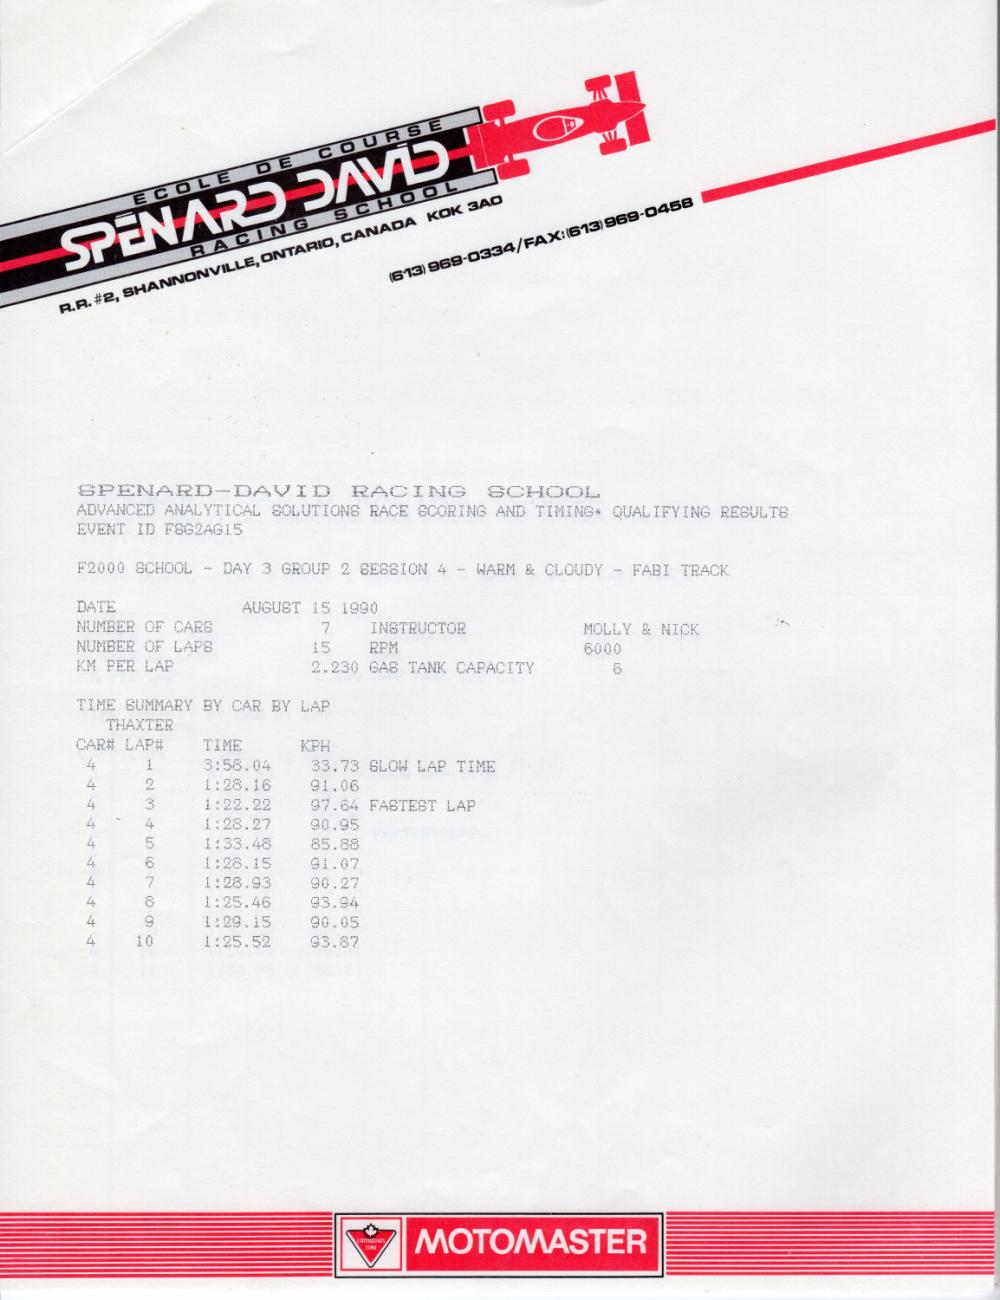 ECOLE DE COURSE
SPÉNARD DAVID
RACING SCHOOL
R.R. #2, SHANNONVILLE, ONTARIO, CANADA K0K 3A0
(613) 969-0334/FAX:(613) 969-0458
SPENARD-DAVID RACING SCHOOL
ADVANCED ANALYTICAL SOLUTIONS RACE SCORING AND TIMING* QUALIFYING RESULTS
EVENT ID FSG2AG15
F2000 SCHOOL - DAY 3 GROUP 2 SESSION 4 - WARM & CLOUDY - FABI TRACK
DATE AUGUST 15 1990
NUMBER OF CARS 7 INSTRUCTOR MOLLY & NICK
NUMBER OF LAPS 15 RPM 6000
KM PER LAP 2.230 GAS TANK CAPACITY 6
TIME SUMMARY BY CAR BY LAP
THAXTER
CAR# LAP# TIME KPH
4 1 3:58.04 33.73 SLOW LAP TIME
4 2 1:28.16 91.06
4 3 1:22.22 97.64 FASTEST LAP
4 4 1:28.27 90.95
4 5 1:33.48 85.88
4 6 1:28.15 91.07
4 7 1:28.93 90.27
4 8 1:25.46 93.94
4 9 1:29.15 90.05
4 10 1:25.52 93.87
CANADIAN TIRE
MOTOMASTER